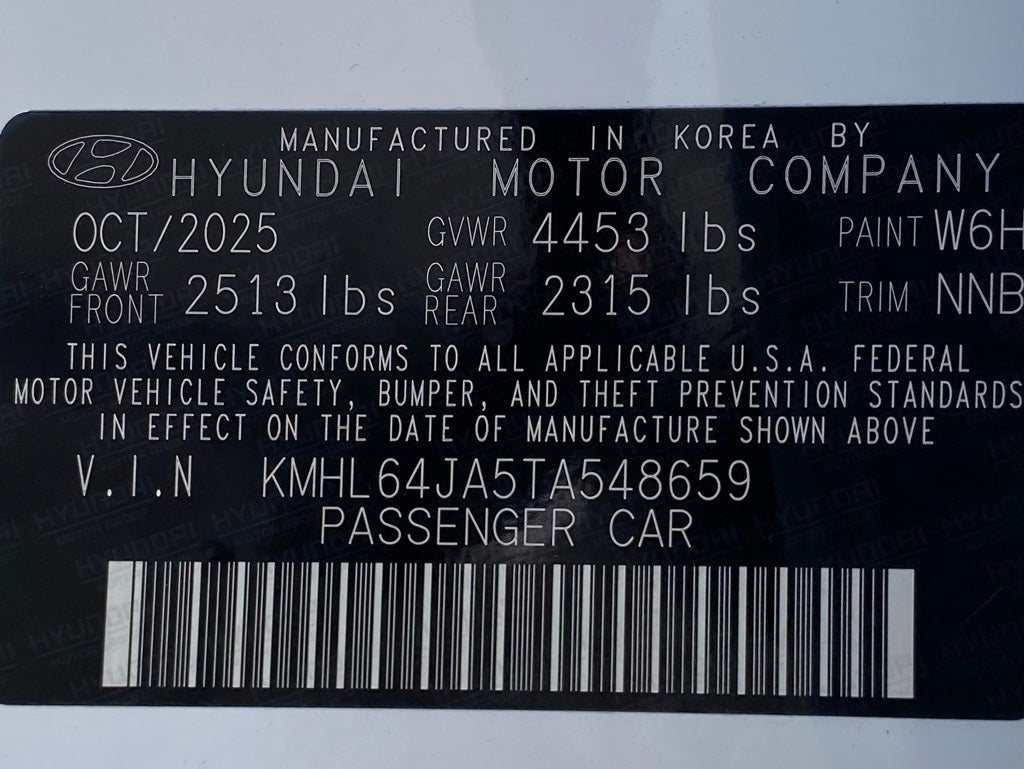 MANUFACTURED IN KOREA BY
HYUNDAI MOTOR COMPANY
OCT/2025 GVWR 4453 lbs PAINT W6H
GAWR FRONT 2513 lbs GAWR REAR 2315 lbs TRIM NNB
THIS VEHICLE CONFORMS TO ALL APPLICABLE U.S.A. FEDERAL
MOTOR VEHICLE SAFETY, BUMPER, AND THEFT PREVENTION STANDARDS
IN EFFECT ON THE DATE OF MANUFACTURE SHOWN ABOVE
V.I.N KMHL64JA5TA548659
PASSENGER CAR